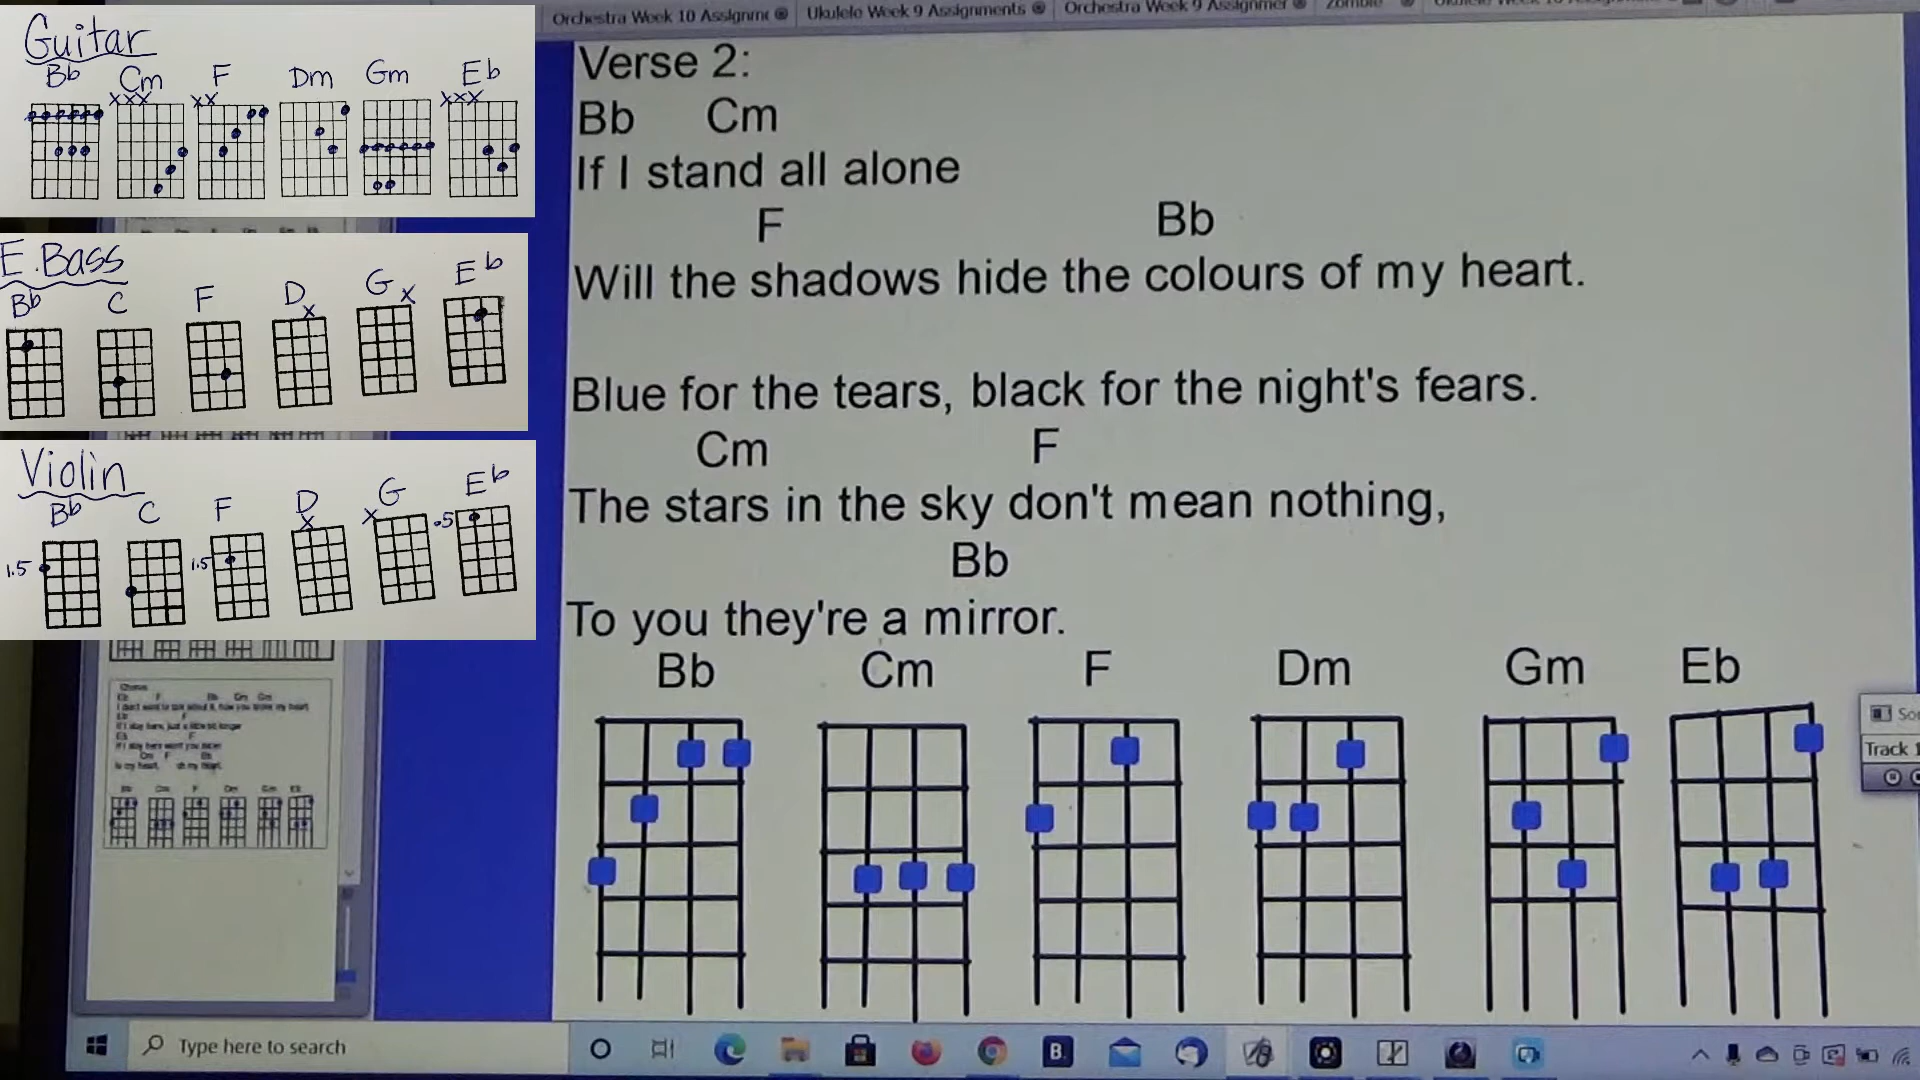 Orchestra Week 10 Assignm
Ukulele Week 9 Assignments
Orchestra Week 9 Assignmer
Guitar
Bb Cm F Dm Gm Eb
xxx xx xxx
E.Bass
Bb C F D G Eb
x x
Violin
Bb C F D G Eb
x x .5
1.5 1.5
Verse 2:
Bb Cm
If I stand all alone
F Bb
Will the shadows hide the colours of my heart.
Blue for the tears, black for the night's fears.
Cm F
The stars in the sky don't mean nothing,
Bb
To you they're a mirror.
Bb Cm F Dm Gm Eb
Track 1
Type here to search
B.